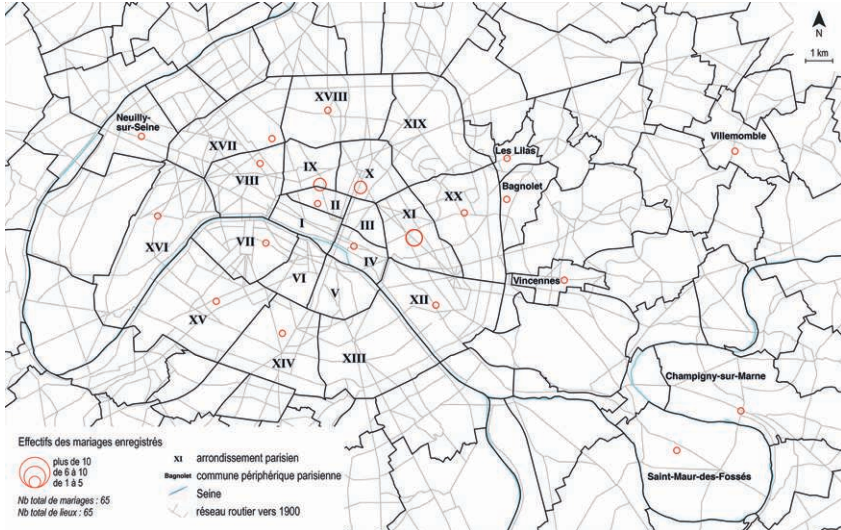 N
1 km
XVIII
XIX
Neuilly-
sur-Seine
XVII
Villemomble
Les Lilas
VIII
IX
X
Bagnolet
XX
II
XI
III
I
XVI
VII
IV
Vincennes
VI
V
XII
XV
XIV
XIII
Champigny-sur-Marne
Saint-Maur-des-Fossés
Effectifs des mariages enregistrés
plus de 10
de 6 à 10
de 1 à 5
Nb total de mariages : 65
Nb total de lieux : 65
XI arrondissement parisien
Bagnolet commune périphérique parisienne
Seine
réseau routier vers 1900